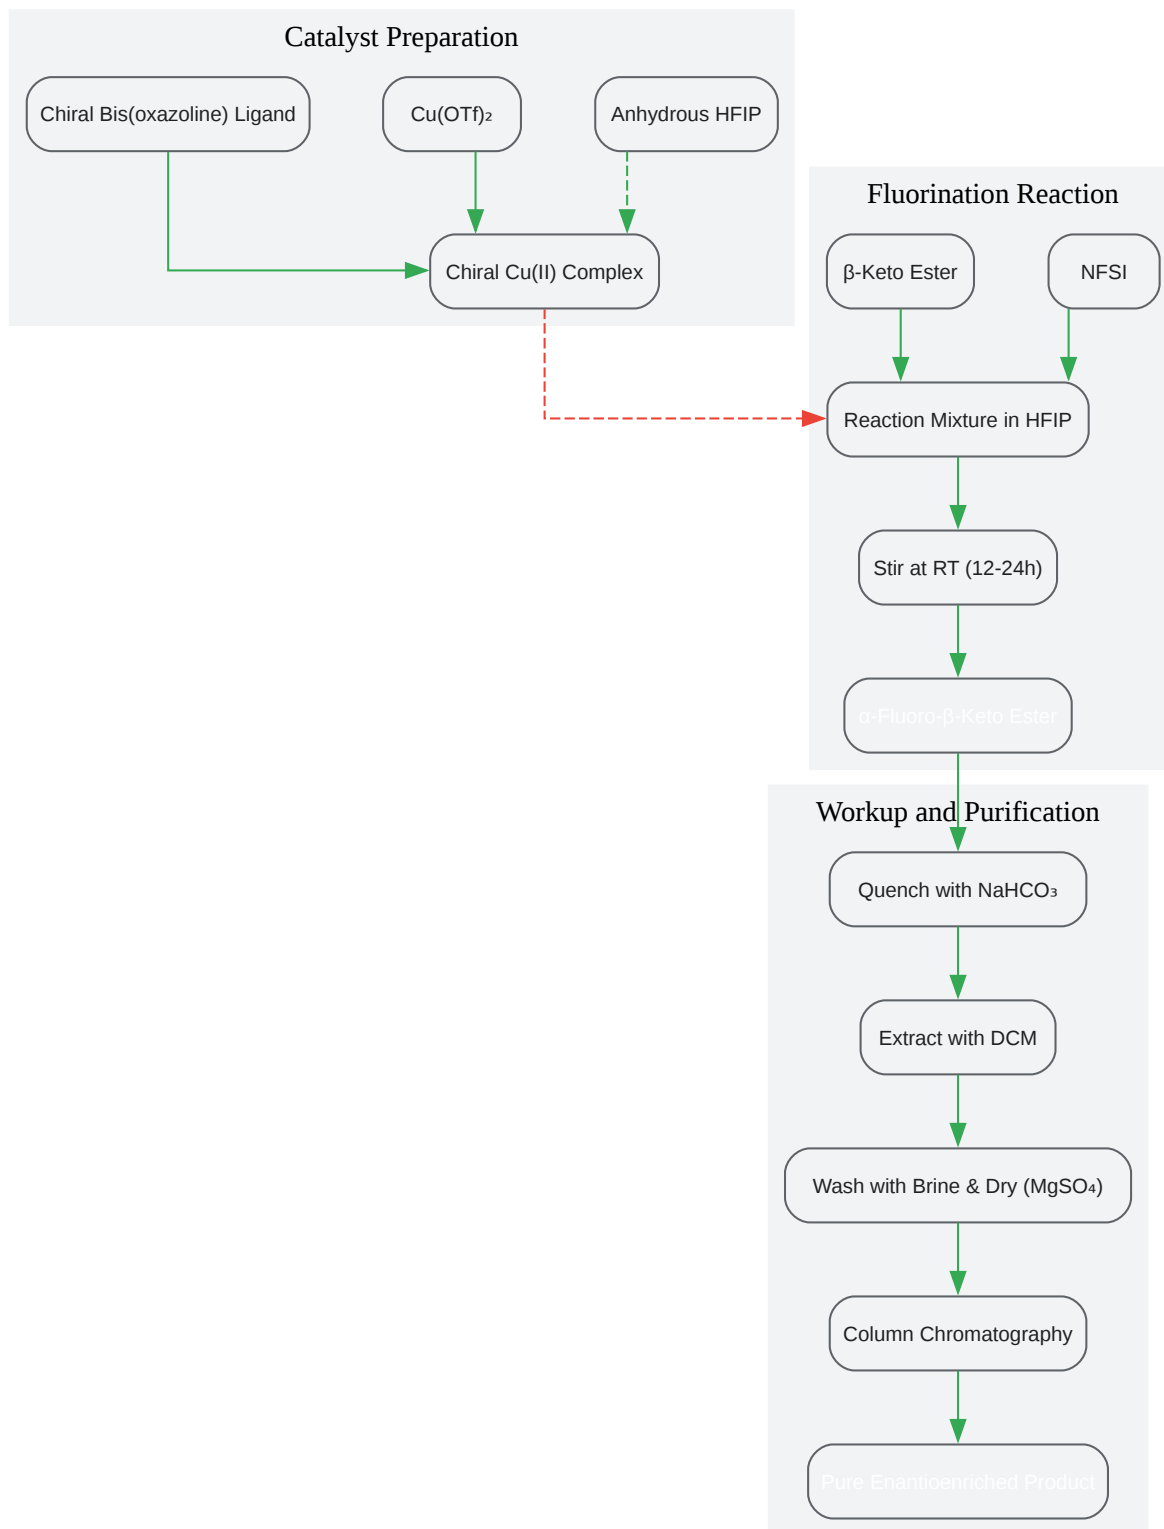 Catalyst Preparation
Chiral Bis(oxazoline) Ligand
Cu(OTf)₂
Anhydrous HFIP
Chiral Cu(II) Complex
Fluorination Reaction
β-Keto Ester
NFSI
Reaction Mixture in HFIP
Stir at RT (12-24h)
α-Fluoro-β-Keto Ester
Workup and Purification
Quench with NaHCO₃
Extract with DCM
Wash with Brine & Dry (MgSO₄)
Column Chromatography
Pure Enantioenriched Product